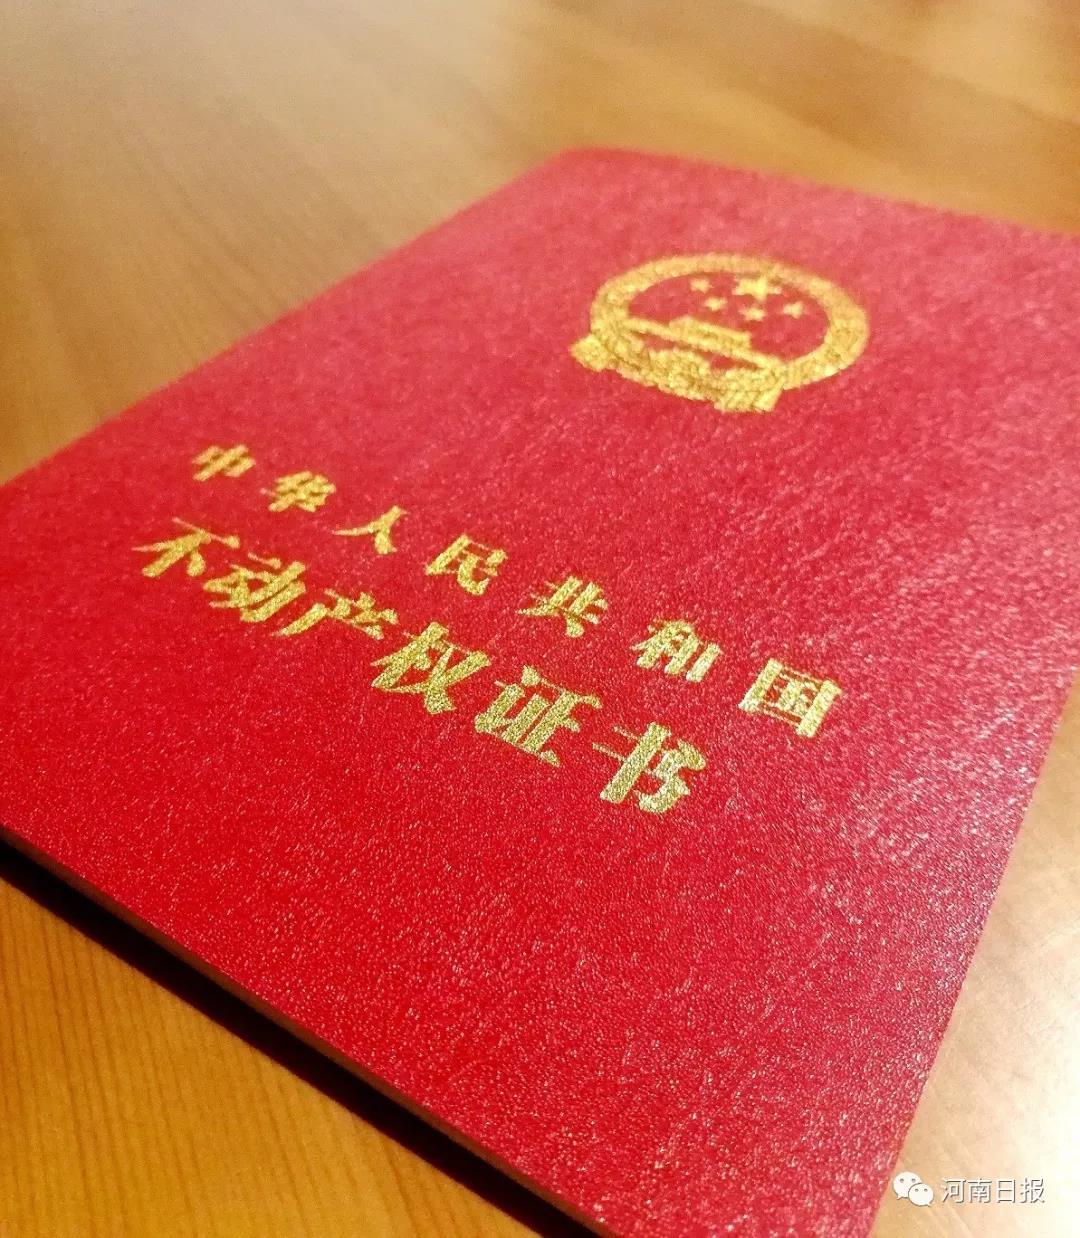 中华人民共和国
不动产权证书
河南日报